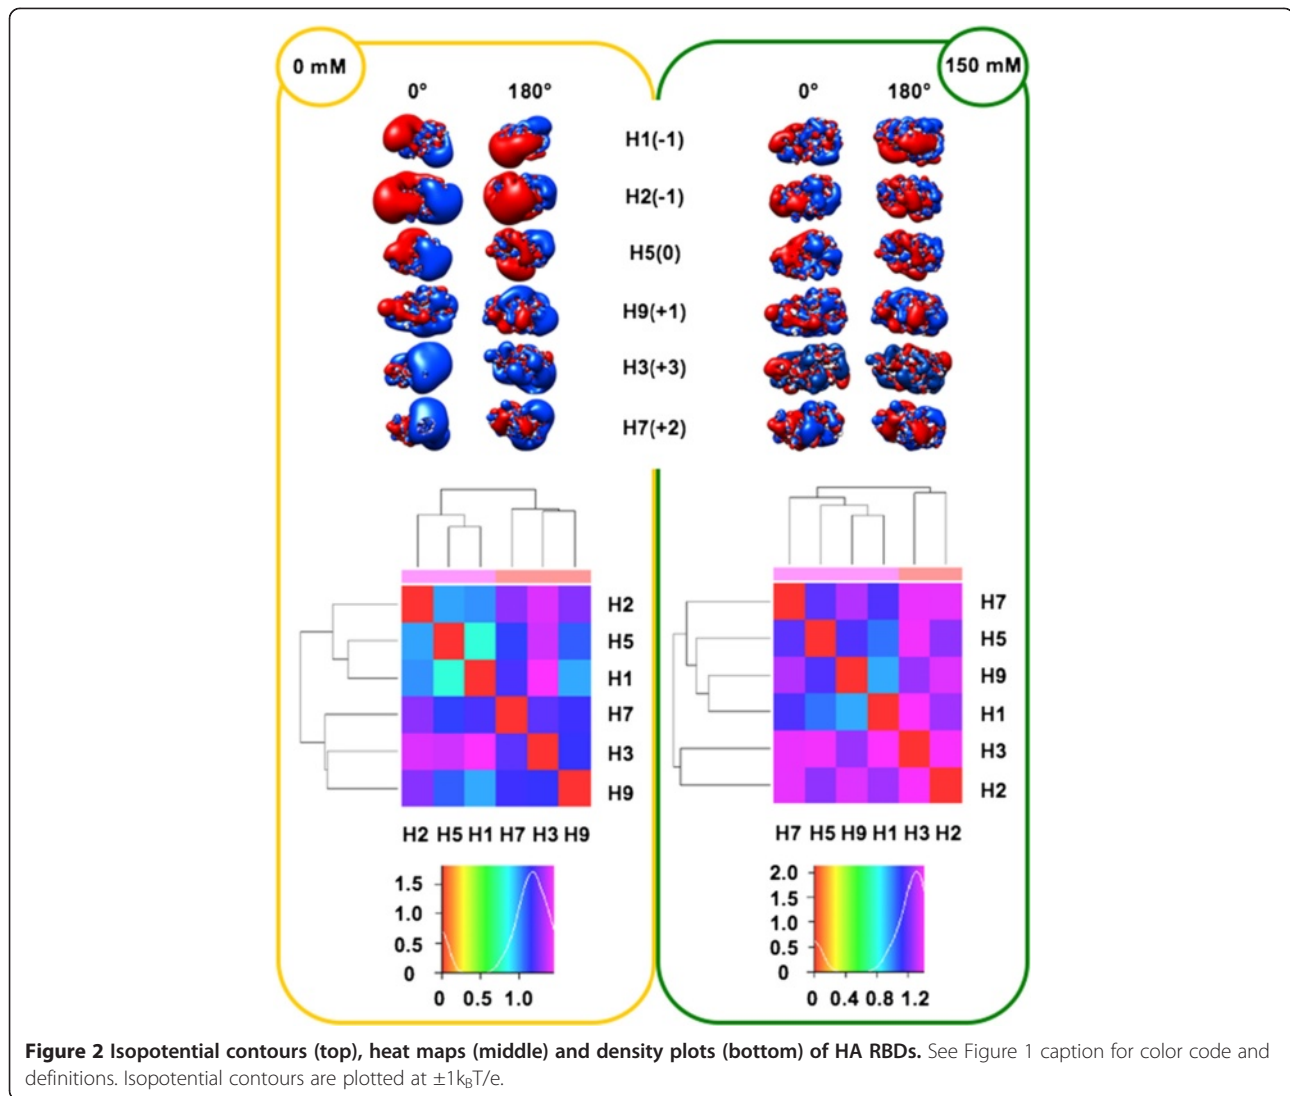 0 mM
150 mM
0° 180° 0° 180°
H1(-1)
H2(-1)
H5(0)
H9(+1)
H3(+3)
H7(+2)
H2
H5
H1
H7
H3
H9
H2 H5 H1 H7 H3 H9
1.5
1.0
0.5
0
0 0.5 1.0
H7
H5
H9
H1
H3
H2
H7 H5 H9 H1 H3 H2
2.0
1.5
1.0
0.5
0
0 0.4 0.8 1.2
Figure 2 Isopotential contours (top), heat maps (middle) and density plots (bottom) of HA RBDs. See Figure 1 caption for color code and
definitions. Isopotential contours are plotted at ±1kBT/e.